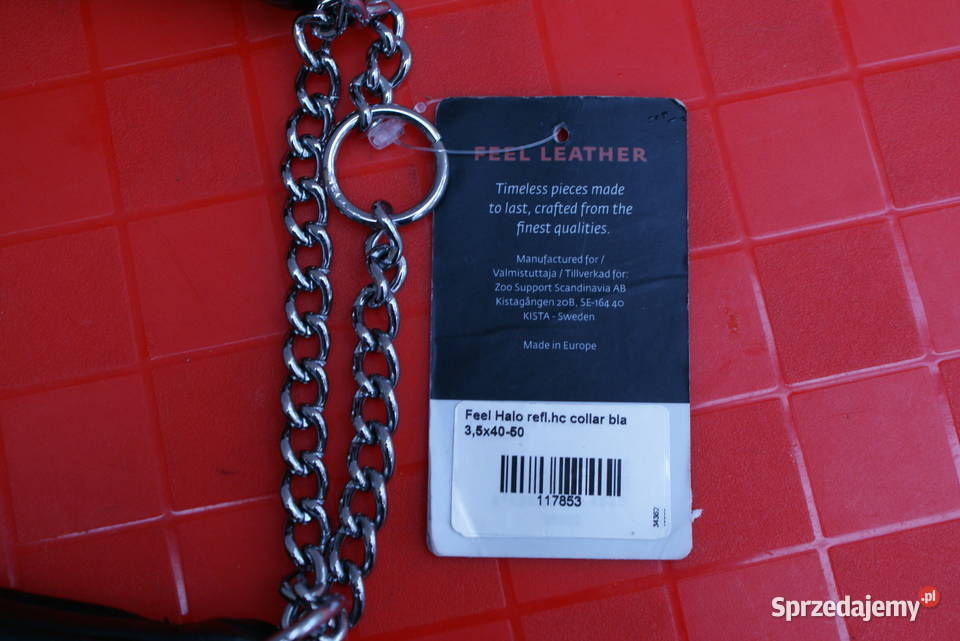 FEEL LEATHER
Timeless pieces made
to last, crafted from the
finest qualities.
Manufactured for /
Valmistuttaja / Tillverkad för:
Zoo Support Scandinavia AB
Kistagången 20B, SE-164 40
KISTA - Sweden
Made in Europe
Feel Halo refl.hc collar bla
3,5x40-50
117853
Sprzedajemy.pl